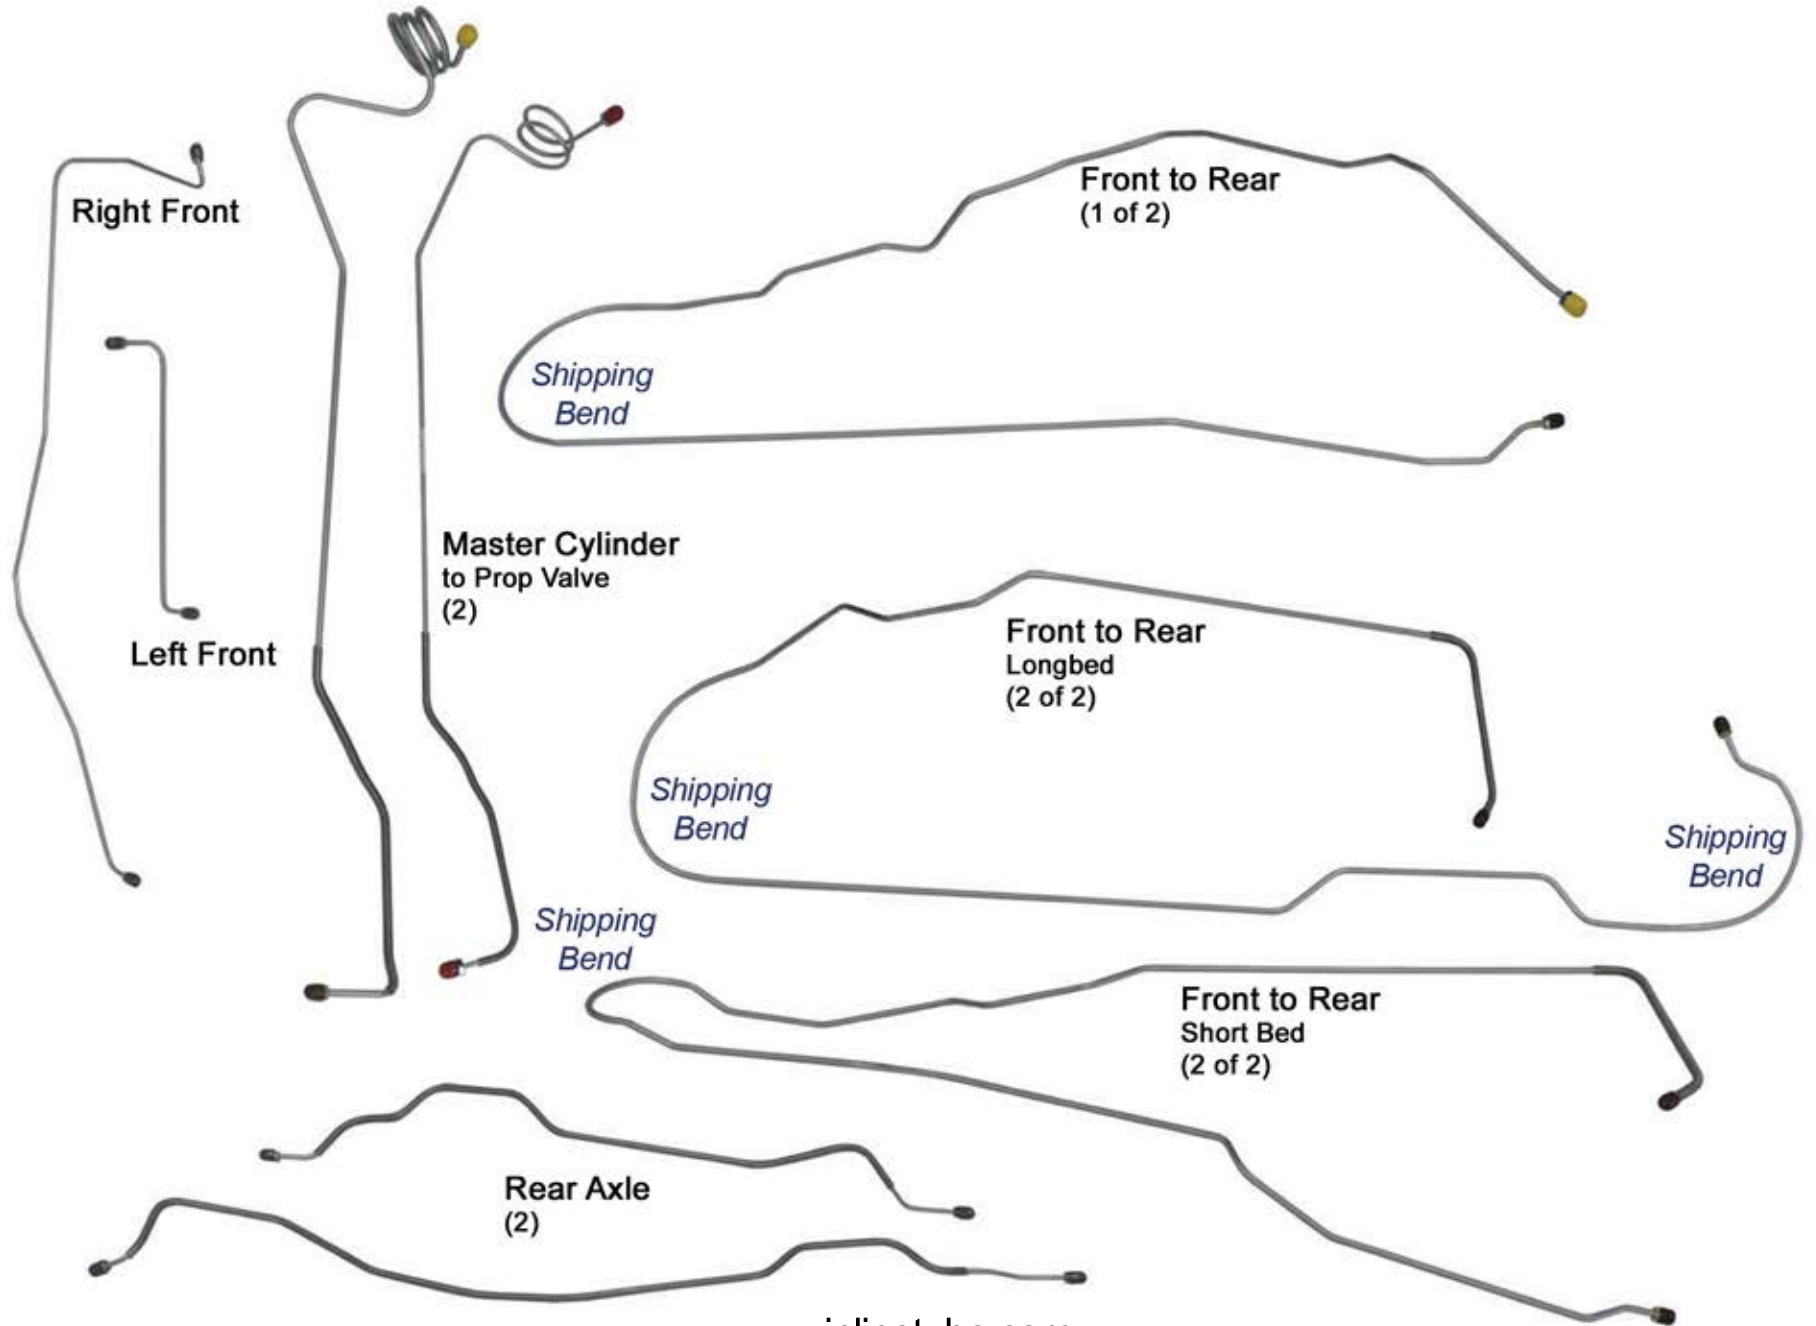 Right Front
Front to Rear
(1 of 2)
Shipping
Bend
Master Cylinder
to Prop Valve
(2)
Left Front
Front to Rear
Longbed
(2 of 2)
Shipping
Bend
Shipping
Bend
Shipping
Bend
Front to Rear
Short Bed
(2 of 2)
Rear Axle
(2)